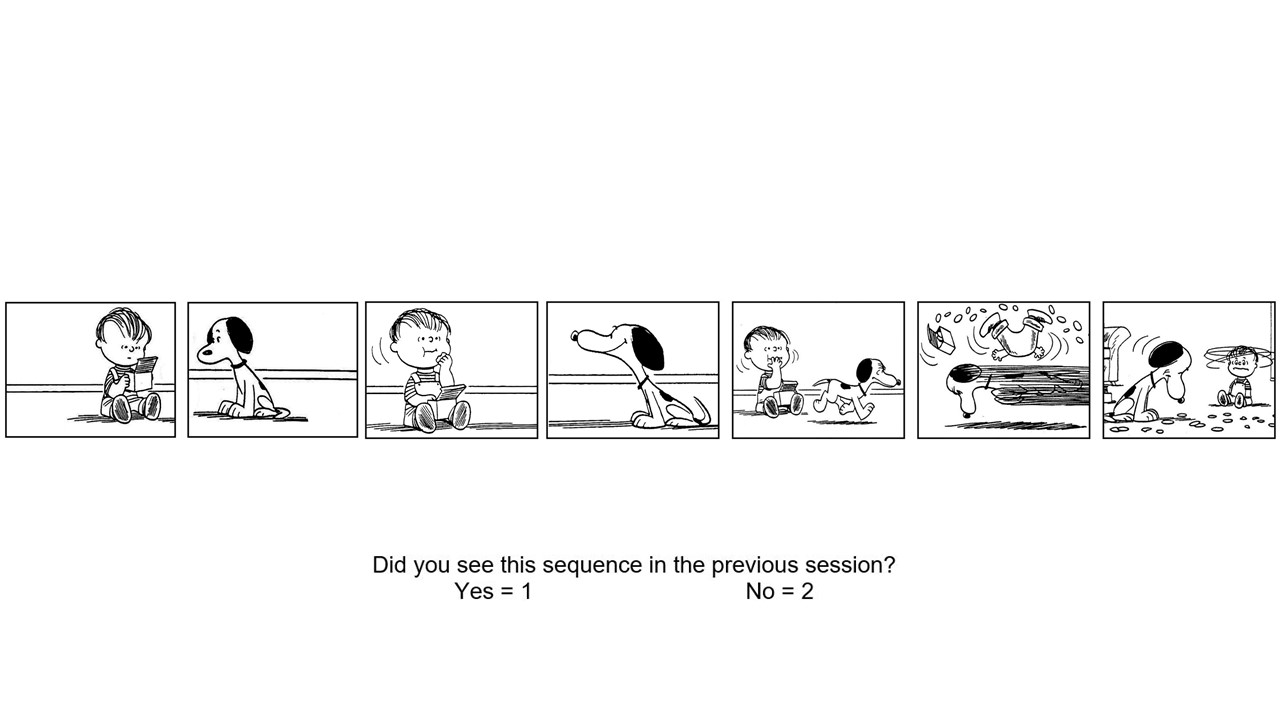 Did you see this sequence in the previous session?
Yes = 1 No = 2